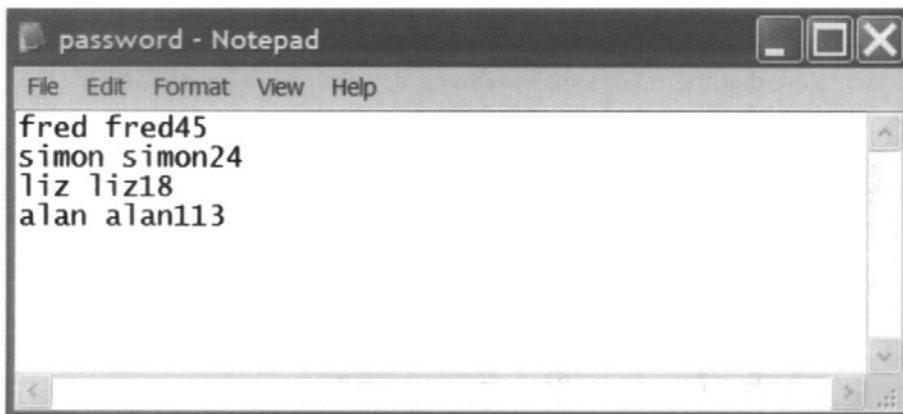 password - Notepad
File Edit Format View Help
fred fred45
simon simon24
liz liz18
alan alan113